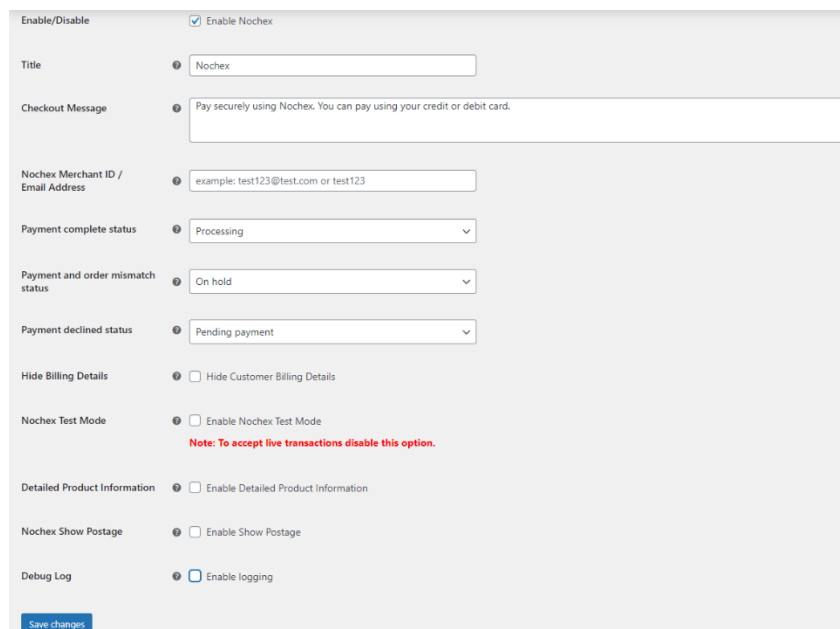 Enable/Disable Enable Nochex
Title Nochex
Checkout Message Pay securely using Nochex. You can pay using your credit or debit card.
Nochex Merchant ID /
Email Address example: test123@test.com or test123
Payment complete status Processing
Payment and order mismatch
status On hold
Payment declined status Pending payment
Hide Billing Details Hide Customer Billing Details
Nochex Test Mode Enable Nochex Test Mode
Note: To accept live transactions disable this option.
Detailed Product Information Enable Detailed Product Information
Nochex Show Postage Enable Show Postage
Debug Log Enable logging
Save changes